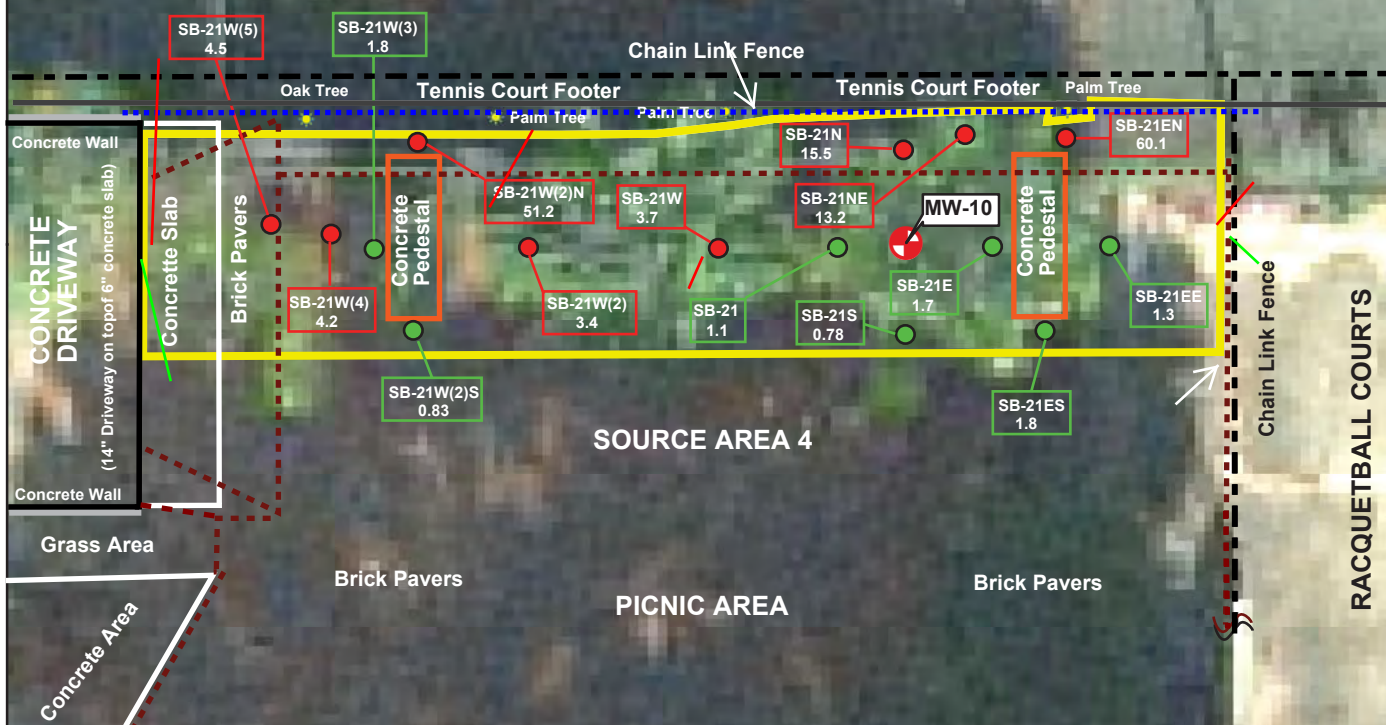 SB-21W(5)
4.5
SB-21W(3)
1.8
Chain Link Fence
Oak Tree
Tennis Court Footer
Tennis Court Footer
Palm Tree
Palm Tree
Palm Tree
Concrete Wall
SB-21N
15.5
SB-21EN
60.1
SB-21W(2)N
51.2
SB-21W
3.7
SB-21NE
13.2
MW-10
CONCRETE
DRIVEWAY
(14" Driveway on topof 6" concrete slab)
Concrette Slab
Brick Pavers
Concrete
Pedestal
Concrete
Pedestal
SB-21W(4)
4.2
SB-21W(2)
3.4
SB-21
1.1
SB-21S
0.78
SB-21E
1.7
SB-21EE
1.3
SB-21W(2)S
0.83
SB-21ES
1.8
Chain Link Fence
RACQUETBALL COURTS
SOURCE AREA 4
Concrete Wall
Grass Area
Brick Pavers
Brick Pavers
PICNIC AREA
Concrete Area